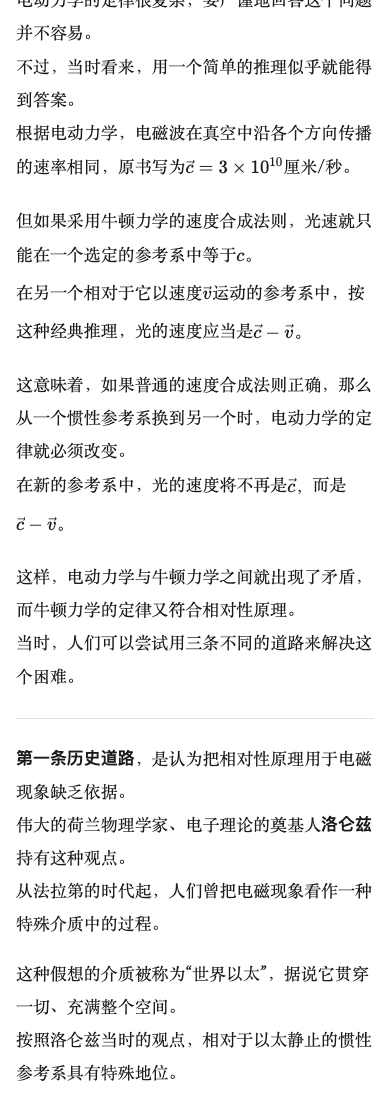 电动力学的定律很复杂，要严谨地回答这个问题
并不容易。
不过，当时看来，用一个简单的推理似乎就能得
到答案。
根据电动力学，电磁波在真空中沿各个方向传播
的速率相同，原书写为c⃗ = 3 × 10¹⁰厘米/秒。
但如果采用牛顿力学的速度合成法则，光速就只
能在一个选定的参考系中等于c。
在另一个相对于它以速度v⃗运动的参考系中，按
这种经典推理，光的速度应当是c⃗ − v⃗。
这意味着，如果普通的速度合成法则正确，那么
从一个惯性参考系换到另一个时，电动力学的定
律就必须改变。
在新的参考系中，光的速度将不再是c⃗，而是
c⃗ − v⃗。
这样，电动力学与牛顿力学之间就出现了矛盾，
而牛顿力学的定律又符合相对性原理。
当时，人们可以尝试用三条不同的道路来解决这
个困难。
第一条历史道路，是认为把相对性原理用于电磁
现象缺乏依据。
伟大的荷兰物理学家、电子理论的奠基人洛仑兹
持有这种观点。
从法拉第的时代起，人们曾把电磁现象看作一种
特殊介质中的过程。
这种假想的介质被称为“世界以太”，据说它贯穿
一切、充满整个空间。
按照洛仑兹当时的观点，相对于以太静止的惯性
参考系具有特殊地位。